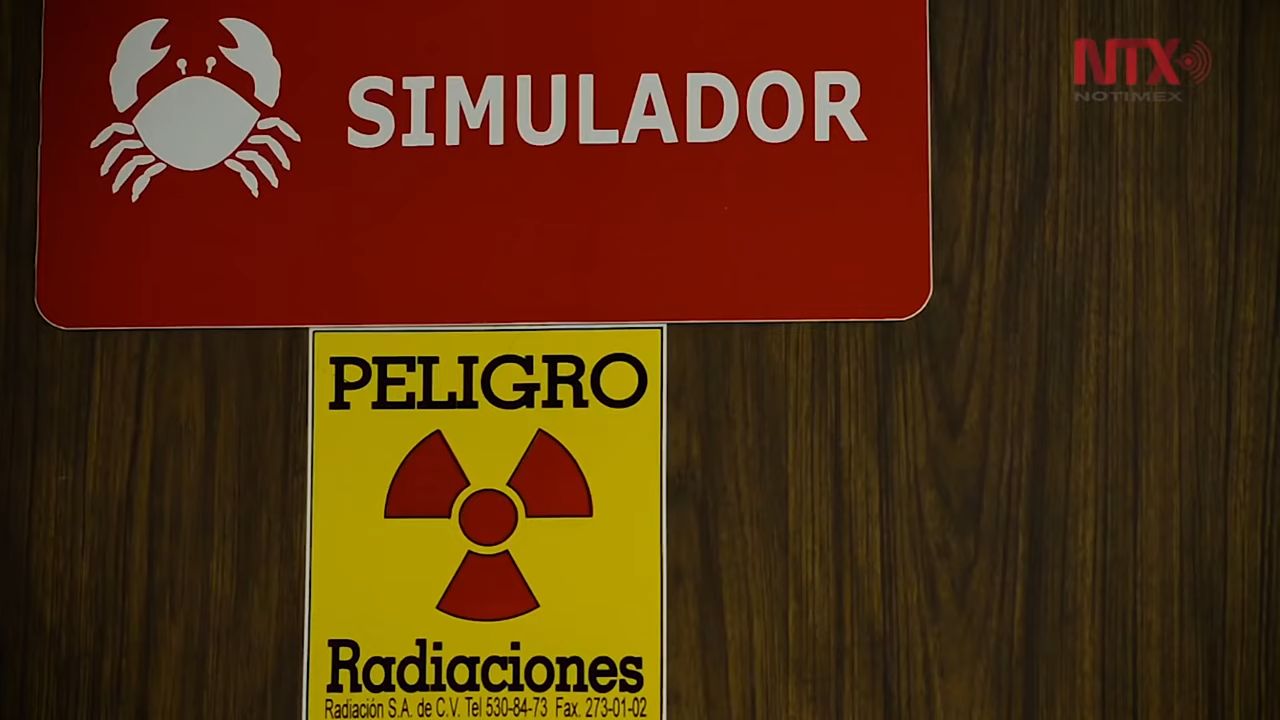 NTX
NOTIMEX
SIMULADOR
PELIGRO
Radiaciones
Radiación S.A. de C.V. Tel 530-84-73 Fax. 273-01-02